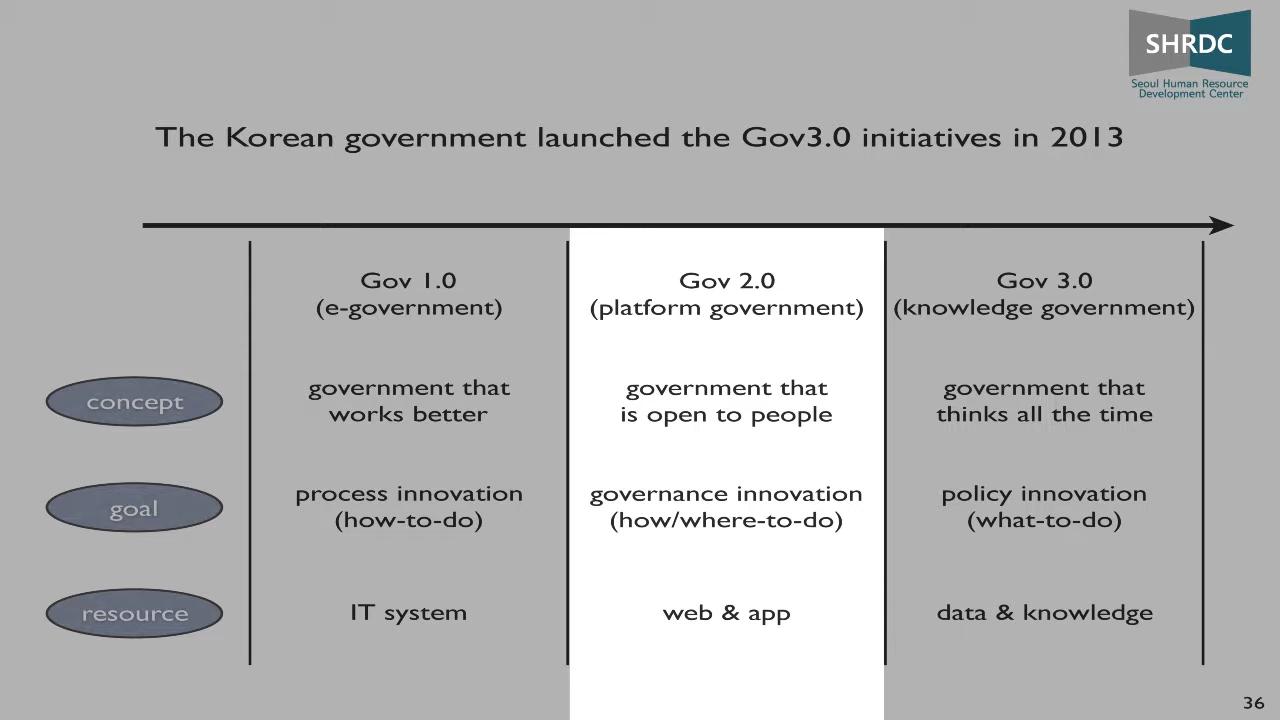 SHRDC
Seoul Human Resource
Development Center
The Korean government launched the Gov3.0 initiatives in 2013
Gov 1.0
(e-government)
Gov 2.0
(platform government)
Gov 3.0
(knowledge government)
concept
government that
works better
government that
is open to people
government that
thinks all the time
goal
process innovation
(how-to-do)
governance innovation
(how/where-to-do)
policy innovation
(what-to-do)
resource
IT system
web & app
data & knowledge
36